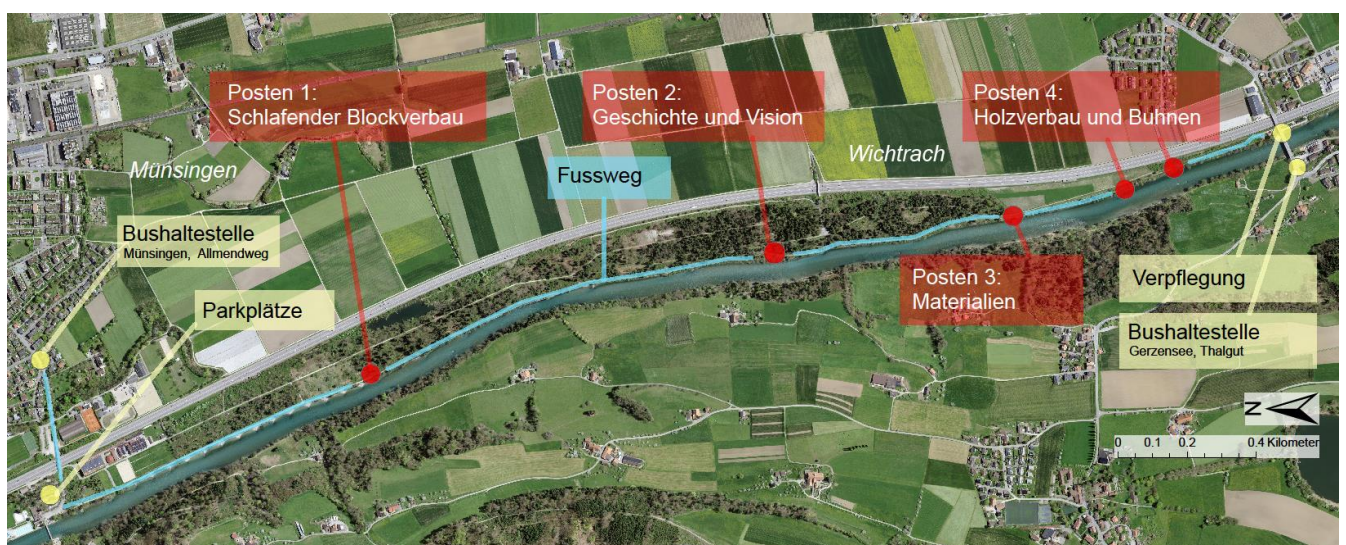 Posten 1:
Schlafender Blockverbau
Posten 2:
Geschichte und Vision
Posten 4:
Holzverbau und Buhnen
Münsingen
Wichtrach
Fussweg
Bushaltestelle
Münsingen, Allmendweg
Parkplätze
Posten 3:
Materialien
Verpflegung
Bushaltestelle
Gerzensee, Thalgut
N
0 0.1 0.2 0.4 Kilometer